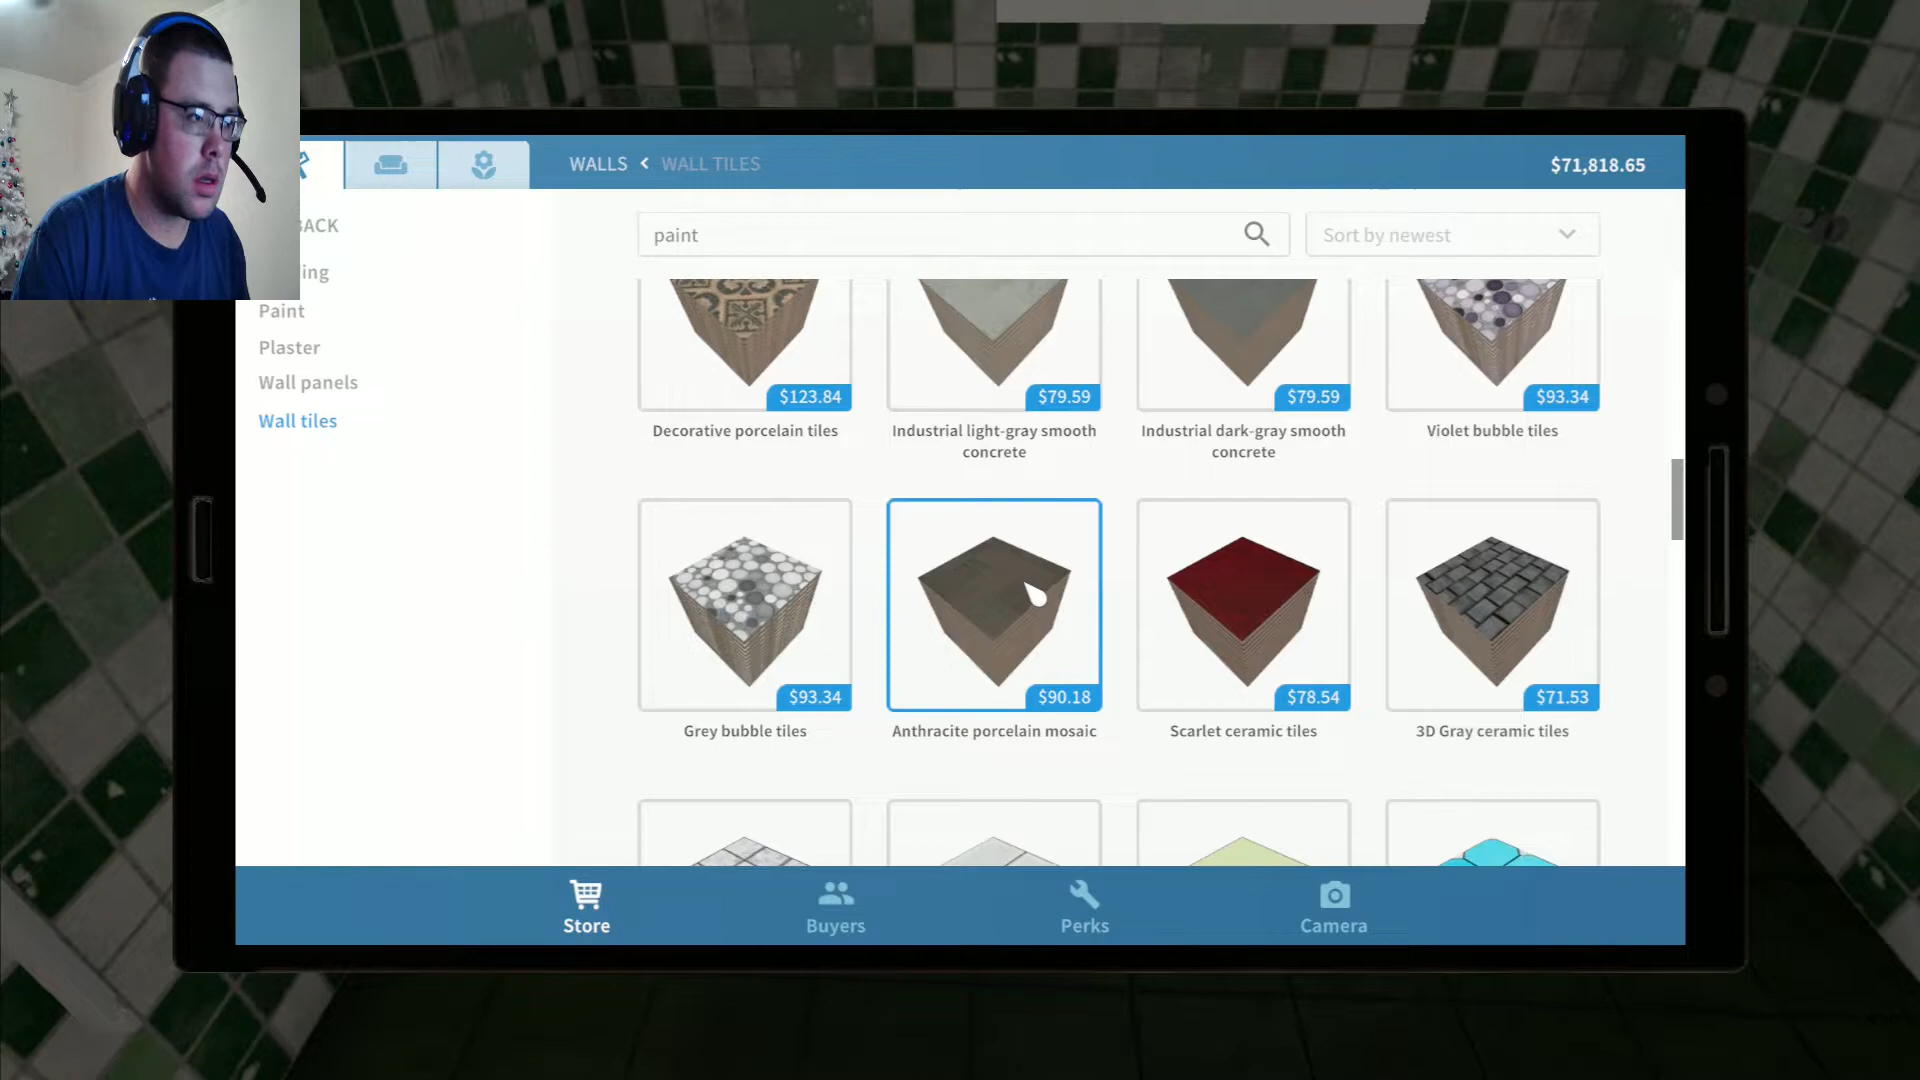 WALLS < WALL TILES
$71,818.65
BACK
ing
paint
Sort by newest
Paint
Plaster
Wall panels
Wall tiles
$123.84
$79.59
$79.59
$93.34
Decorative porcelain tiles
Industrial light-gray smooth
concrete
Industrial dark-gray smooth
concrete
Violet bubble tiles
$93.34
$90.18
$78.54
$71.53
Grey bubble tiles
Anthracite porcelain mosaic
Scarlet ceramic tiles
3D Gray ceramic tiles
Store
Buyers
Perks
Camera